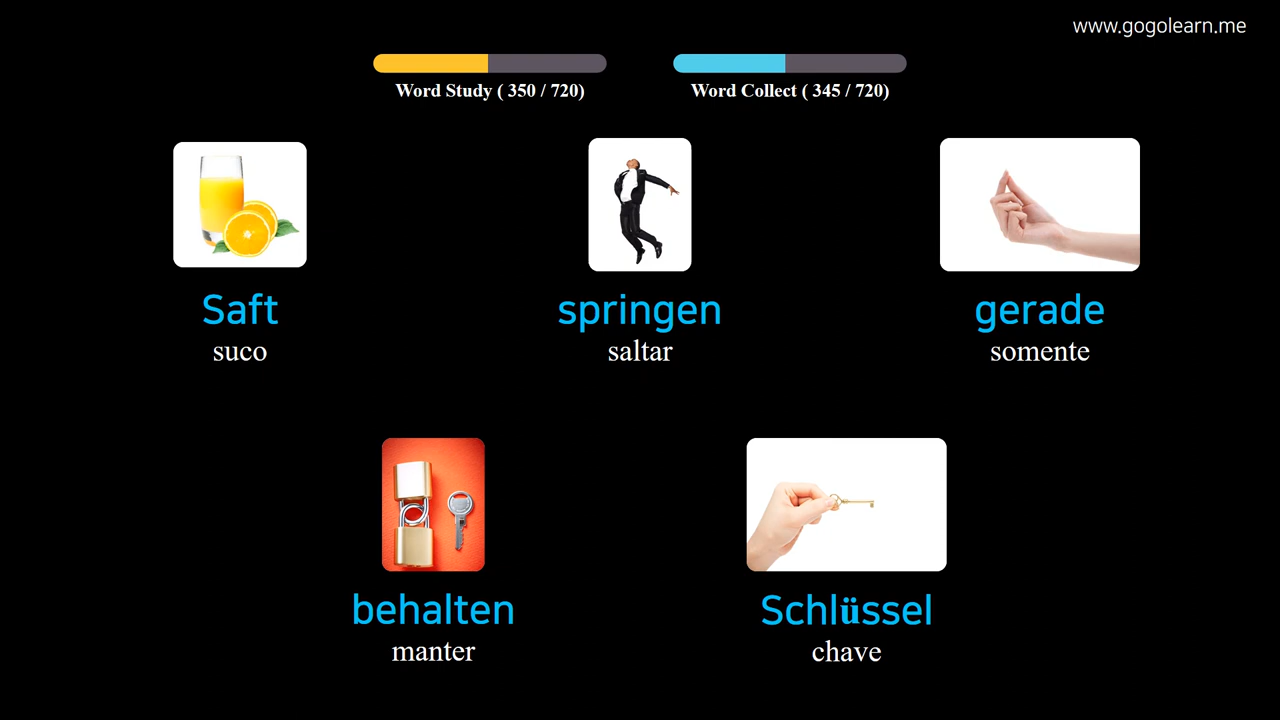 www.gogolearn.me
Word Study ( 350 / 720)
Word Collect ( 345 / 720)
Saft
springen
gerade
suco
saltar
somente
behalten
Schlüssel
manter
chave